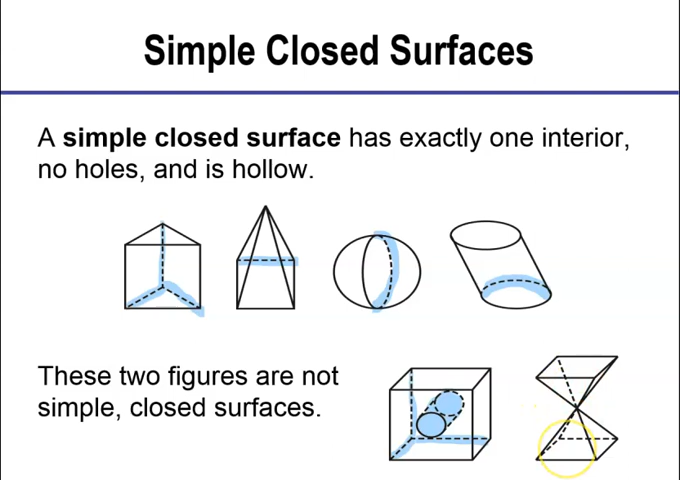 Simple Closed Surfaces
A simple closed surface has exactly one interior,
no holes, and is hollow.
These two figures are not
simple, closed surfaces.